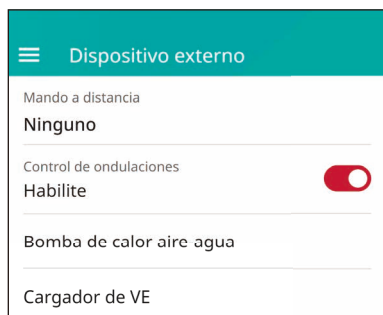 Dispositivo externo
Mando a distancia
Ninguno
Control de ondulaciones
Habilite
Bomba de calor aire agua
Cargador de VE